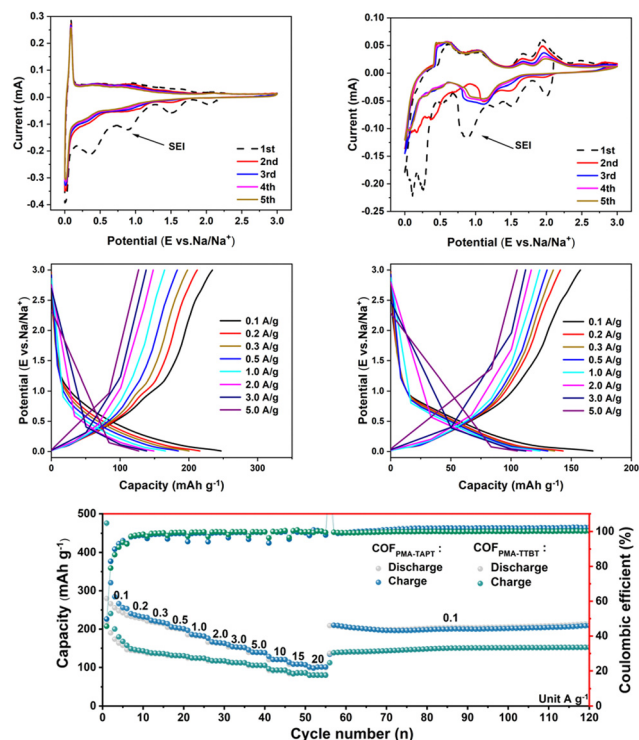 0.3
0.2
0.1
0.0
-0.1
-0.2
-0.3
-0.4
Current (mA)
SEI
1st
2nd
3rd
4th
5th
0.0 0.5 1.0 1.5 2.0 2.5 3.0
Potential (E vs.Na/Na⁺)
0.10
0.05
0.00
-0.05
-0.10
-0.15
-0.20
-0.25
Current (mA)
SEI
1st
2nd
3rd
4th
5th
0.0 0.5 1.0 1.5 2.0 2.5 3.0
Potential (E vs.Na/Na⁺)
3.0
2.5
2.0
1.5
1.0
0.5
0.0
Potential (E vs.Na/Na⁺)
0.1 A/g
0.2 A/g
0.3 A/g
0.5 A/g
1.0 A/g
2.0 A/g
3.0 A/g
5.0 A/g
0 100 200 300
Capacity (mAh g⁻¹)
3.0
2.5
2.0
1.5
1.0
0.5
0.0
Potential (E vs.Na/Na⁺)
0.1 A/g
0.2 A/g
0.3 A/g
0.5 A/g
1.0 A/g
2.0 A/g
3.0 A/g
5.0 A/g
0 50 100 150 200
Capacity (mAh g⁻¹)
500
450
400
350
300
250
200
150
100
50
0
Capacity (mAh g⁻¹)
COF PMA-TAPT :
Discharge
Charge
COF PMA-TTBT :
Discharge
Charge
0.1 0.2 0.3 0.5 1.0 2.0 3.0 5.0 10 15 20
0.1
Unit A g⁻¹
100
80
60
40
20
0
Coulombic efficient (%)
0 10 20 30 40 50 60 70 80 90 100 110 120
Cycle number (n)